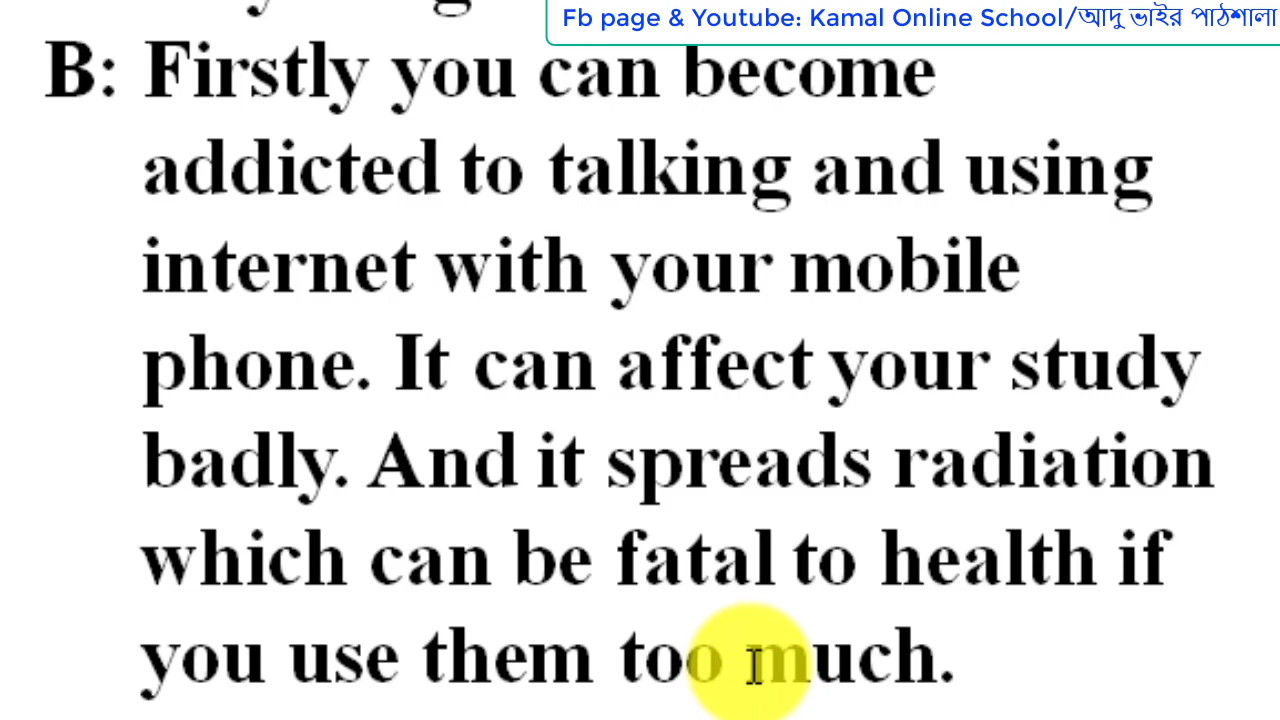 Fb page & Youtube: Kamal Online School/আদু ভাইর পাঠশালা
B: Firstly you can become
addicted to talking and using
internet with your mobile
phone. It can affect your study
badly. And it spreads radiation
which can be fatal to health if
you use them too much.